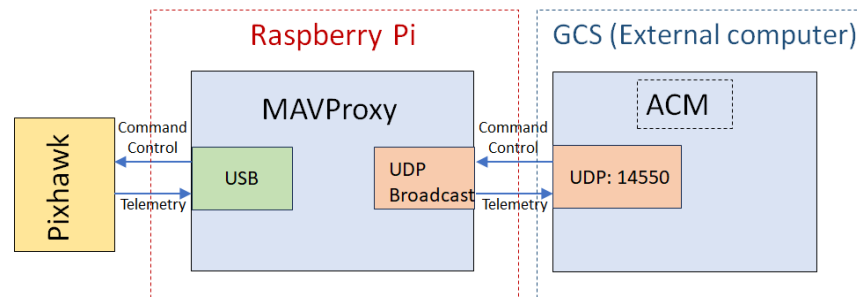 Raspberry Pi
GCS (External computer)
MAVProxy
ACM
Pixhawk
Command
Control
Telemetry
USB
UDP
Broadcast
Command
Control
Telemetry
UDP: 14550